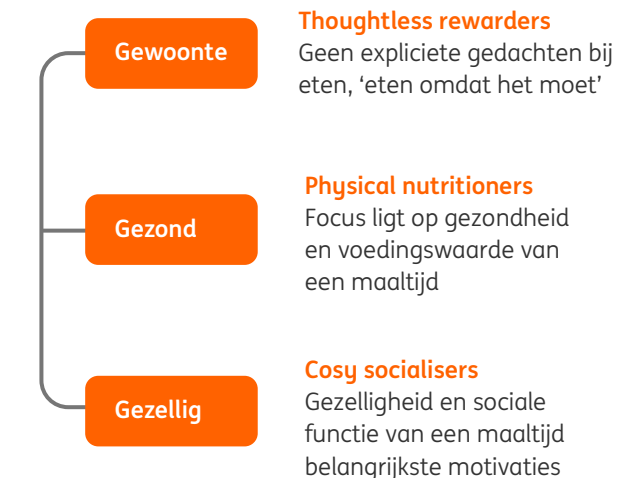 Gewoonte
Thoughtless rewarders
Geen expliciete gedachten bij
eten, ‘eten omdat het moet’
Gezond
Physical nutritioners
Focus ligt op gezondheid
en voedingswaarde van
een maaltijd
Gezellig
Cosy socialisers
Gezelligheid en sociale
functie van een maaltijd
belangrijkste motivaties